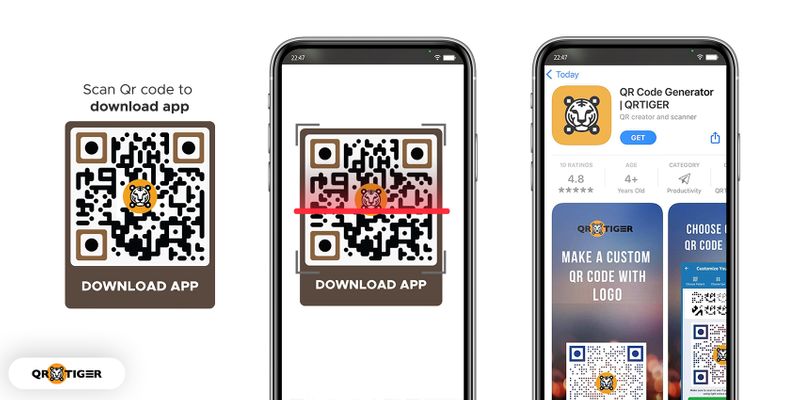 Scan Qr code to
download app
DOWNLOAD APP
QR TIGER
22:47
DOWNLOAD APP
22:47
Today
QR Code Generator
| QRTIGER
QR creator and scanner
GET
10 RATINGS
4.8
AGE
4+
Years Old
CATEGORY
Productivity
QRT
QR TIGER
MAKE A CUSTOM
QR CODE WITH
LOGO
CHOOSE
QR CODE
Customize You